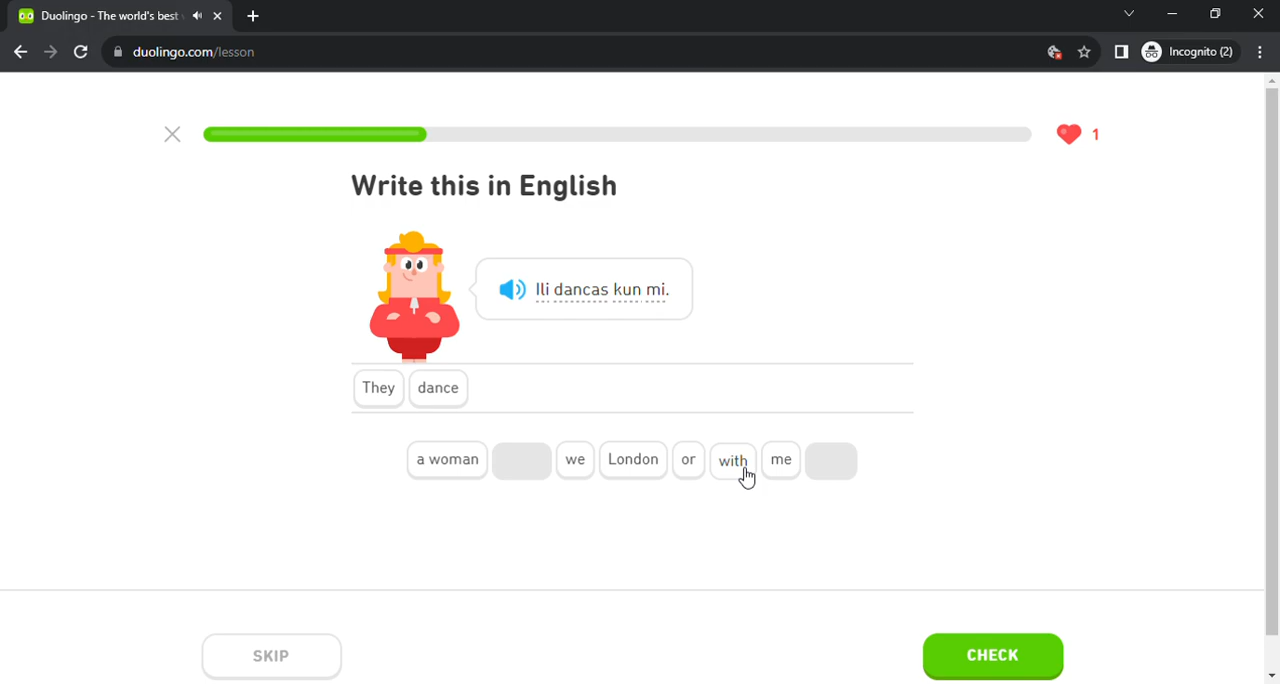 Duolingo - The world's best
duolingo.com/lesson
Incognito (2)
1
Write this in English
Ili dancas kun mi.
They dance
a woman we London or with me
SKIP CHECK